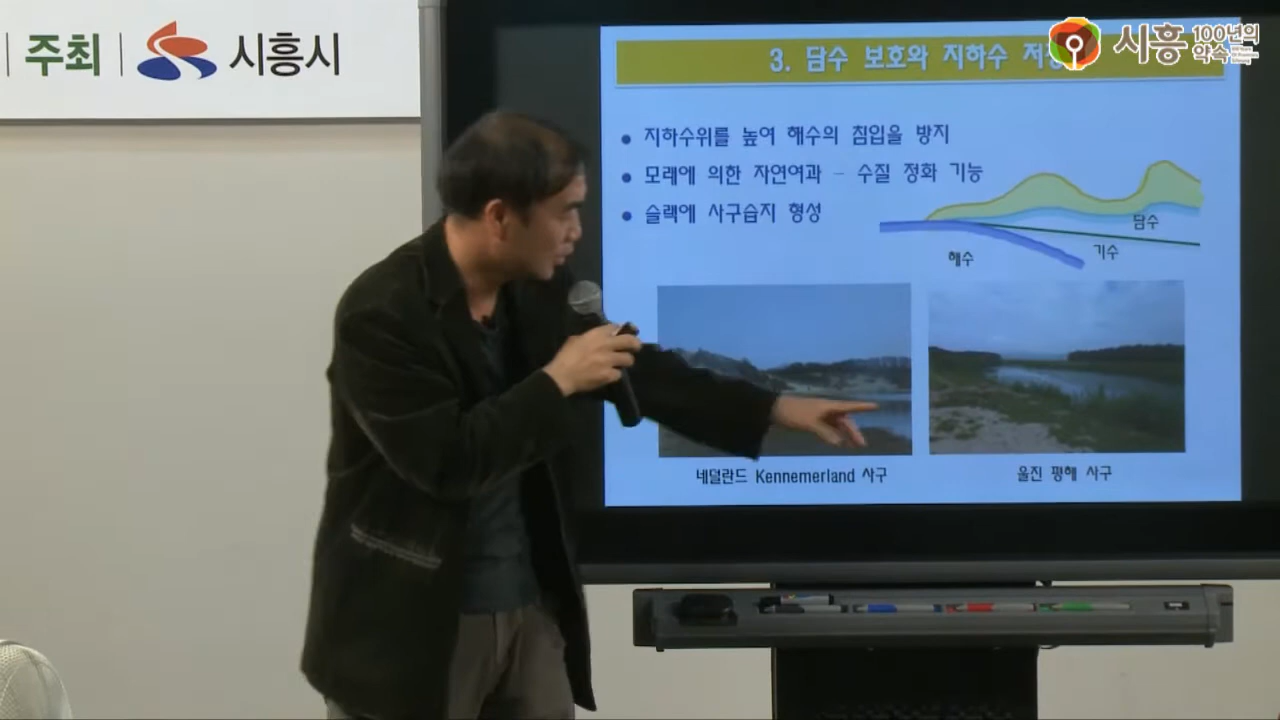 주최
시흥시
시흥 100년의 약속
3. 담수 보호와 지하수 저장
● 지하수위를 높여 해수의 침입을 방지
● 모레에 의한 자연여과 – 수질 정화 기능
● 슬랙에 사구습지 형성
담수
기수
해수
네덜란드 Kennemerland 사구
울진 평해 사구